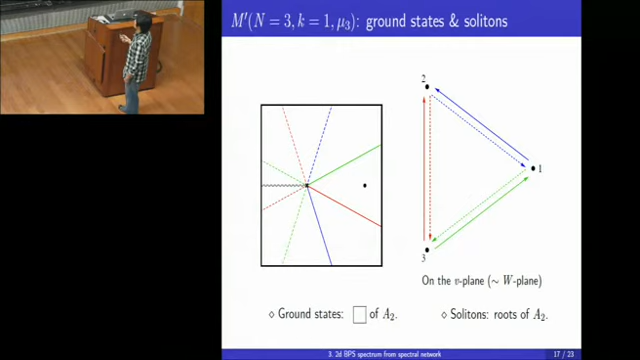 M′(N = 3, k = 1, μ₃): ground states & solitons
2
1
3
On the v-plane (∼ W-plane)
◇ Ground states: □ of A₂.
◇ Solitons: roots of A₂.
3. 2d BPS spectrum from spectral network
17 / 23